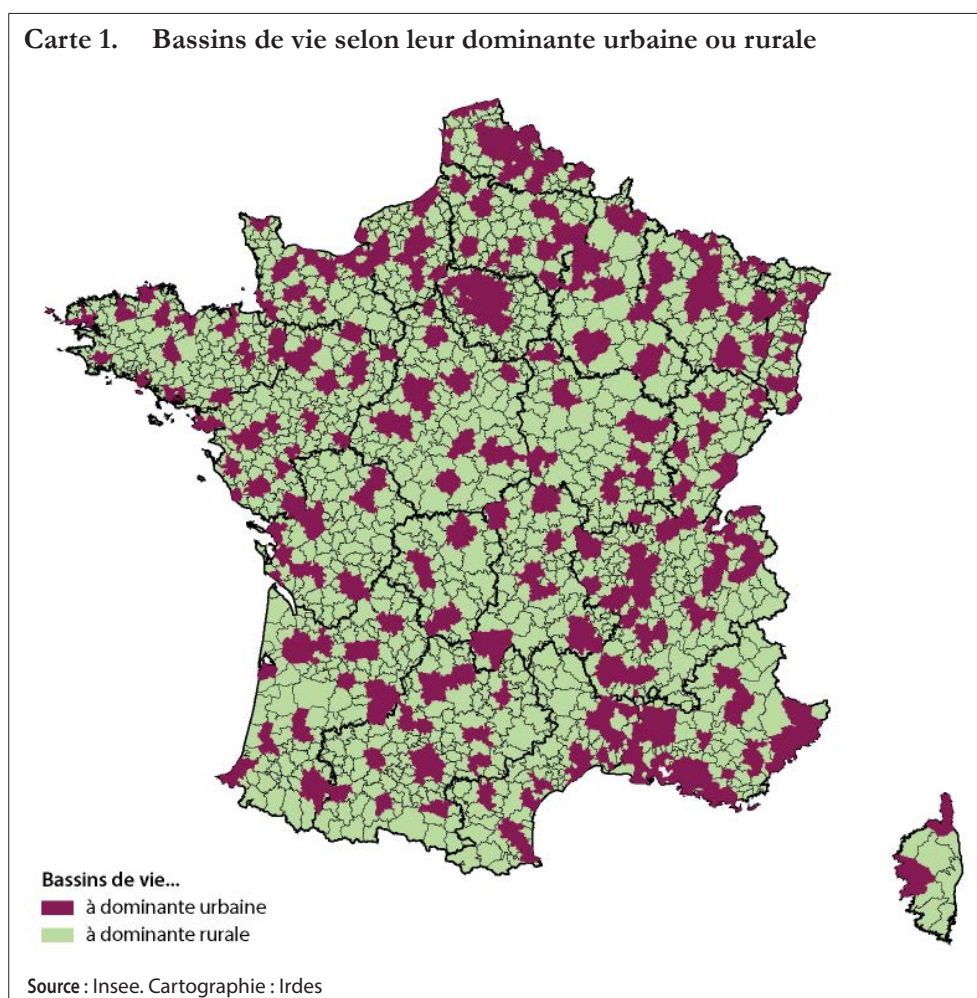 Carte 1. Bassins de vie selon leur dominante urbaine ou rurale
Bassins de vie...
à dominante urbaine
à dominante rurale
Source : Insee. Cartographie : Irdes